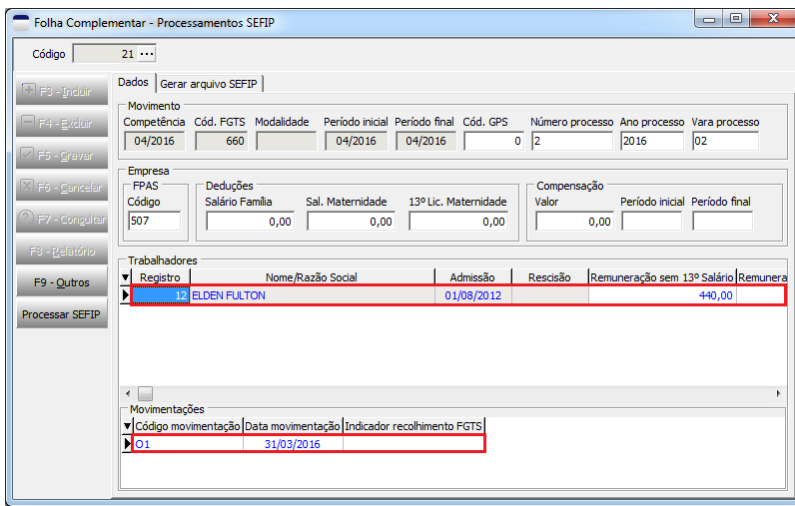 Folha Complementar - Processamentos SEFIP
Código 21 ...
F3 - Incluir
F4 - Excluir
F5 - Gravar
F6 - Cancelar
F7 - Consultar
F8 - Relatório
F9 - Outros
Processar SEFIP
Dados Gerar arquivo SEFIP
Movimento
Competência Cód. FGTS Modalidade Período inicial Período final Cód. GPS Número processo Ano processo Vara processo
04/2016 660 04/2016 04/2016 0 2 2016 02
Empresa
FPAS Deduções Compensação
Código Salário Família Sal. Maternidade 13º Lic. Maternidade Valor Período inicial Período final
507 0,00 0,00 0,00 0,00
Trabalhadores
Registro Nome/Razão Social Admissão Rescisão Remuneração sem 13º Salário Remunera
12 ELDEN FULTON 01/08/2012 440,00
Movimentações
Código movimentação Data movimentação Indicador recolhimento FGTS
O1 31/03/2016